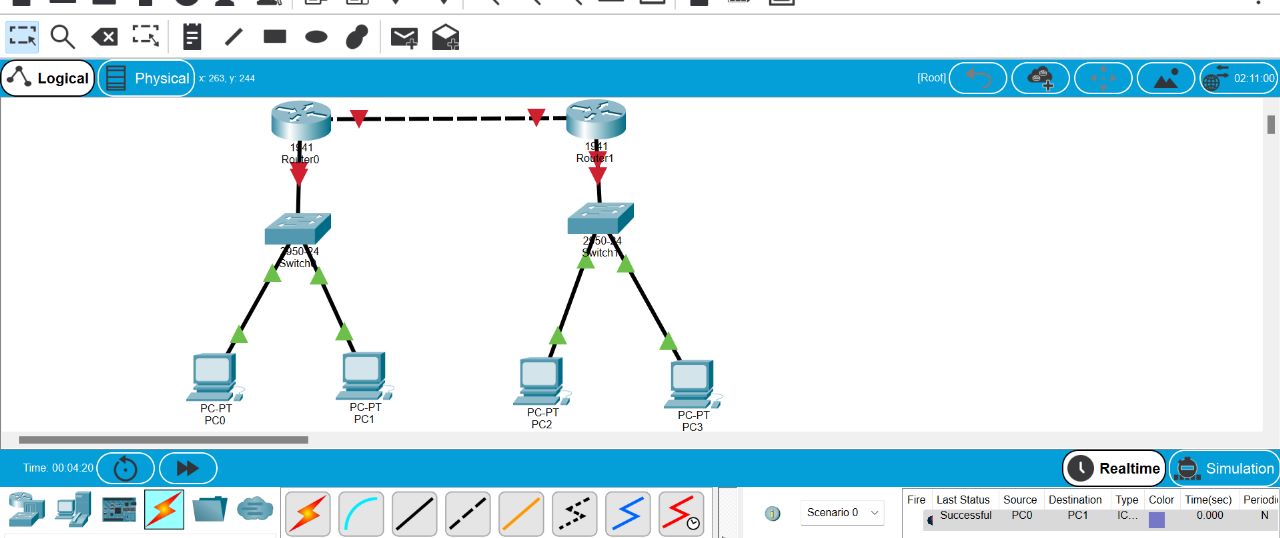 Logical
Physical
x: 263, y: 244
[Root]
02:11:00
1941
Router0
1941
Router1
2950-24
Switch0
2950-24
Switch1
PC-PT
PC0
PC-PT
PC1
PC-PT
PC2
PC-PT
PC3
Time: 00:04:20
Realtime
Simulation
Scenario 0
Fire Last Status Source Destination Type Color Time(sec) Periodi
Successful PC0 PC1 IC... 0.000 N